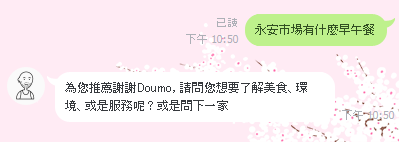 已讀
下午 10:50
永安市場有什麼早午餐
為您推薦謝謝Doumo, 請問您想要了解美食、環
境、或是服務呢？或是問下一家
下午 10:50